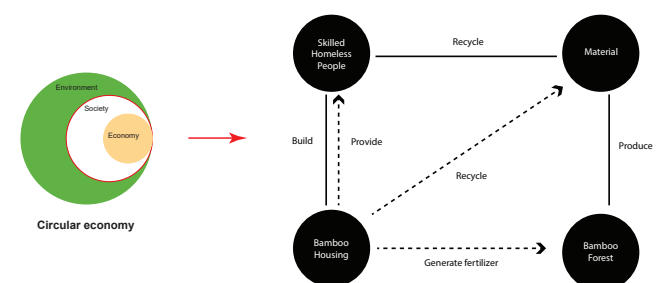 Environment
Society
Economy
Circular economy
Skilled
Homeless
People
Recycle
Material
Build
Provide
Recycle
Produce
Bamboo
Housing
Generate fertilizer
Bamboo
Forest